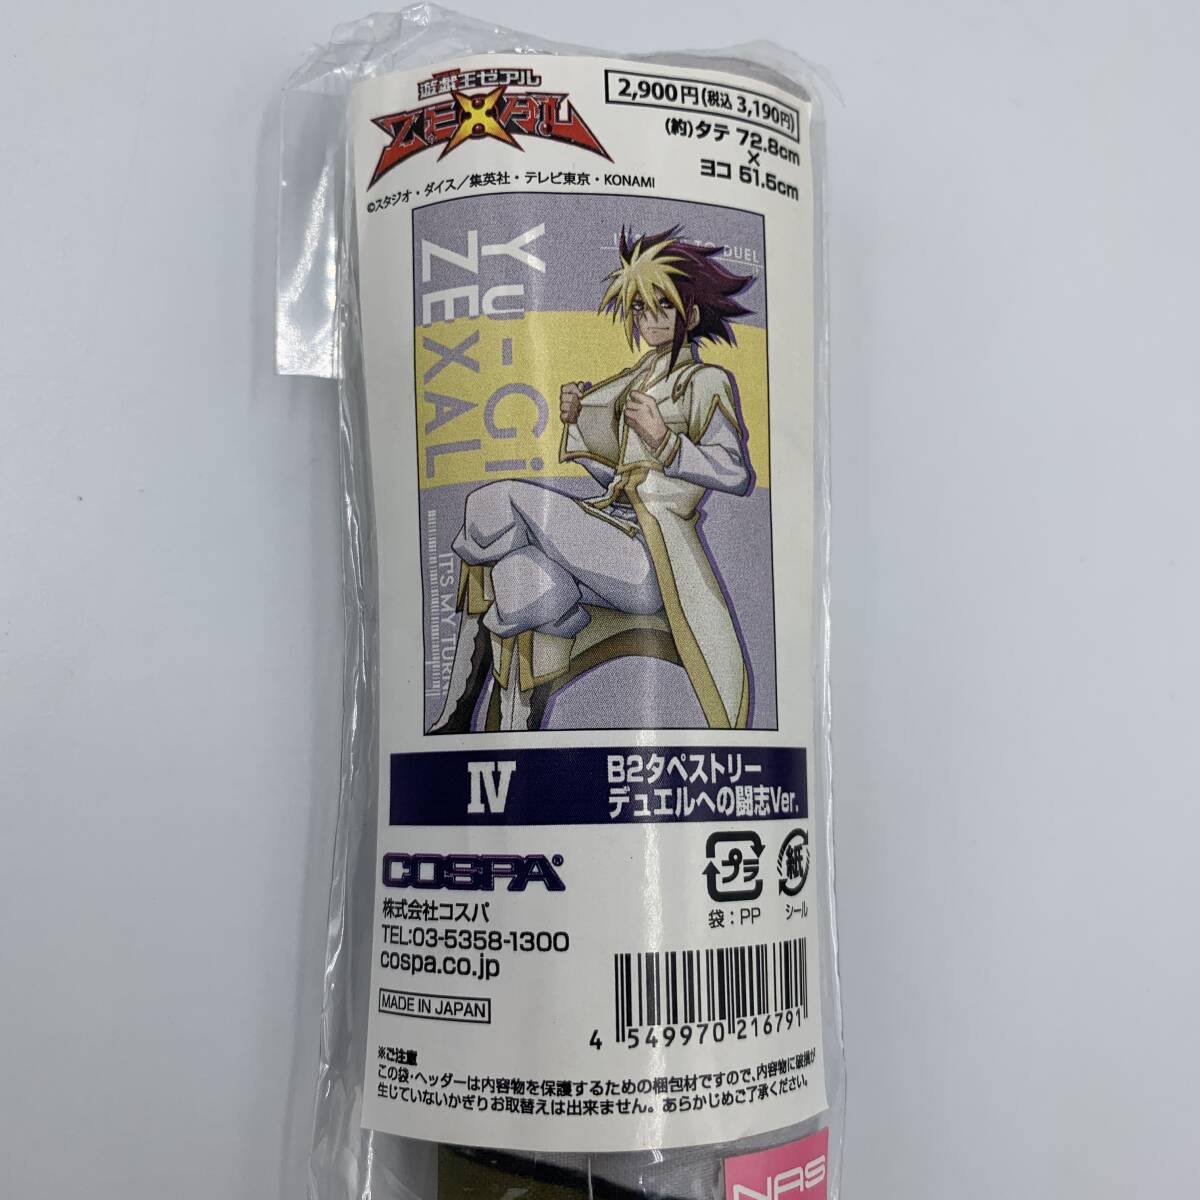 遊戯王ゼアル
ZEXAL
2,900円(税込 3,190円)
(約)タテ 72.8cm
×
ヨコ 51.5cm
©スタジオ・ダイス／集英社・テレビ東京・KONAMI
TO DUEL
Yu-Gi
ZEXAL
ITS MY TURN
IV
B2タペストリー
デュエルへの闘志Ver.
COSPA®
株式会社コスパ
TEL:03-5358-1300
cospa.co.jp
MADE IN JAPAN
プラ
袋：PP
紙
シール
4 549970 216791
※ご注意
この袋・ヘッダーは内容物を保護するための梱包材ですので、内容物に破損が
生じていないかぎりお取替えは出来ません。あらかじめご了承ください。
NAS